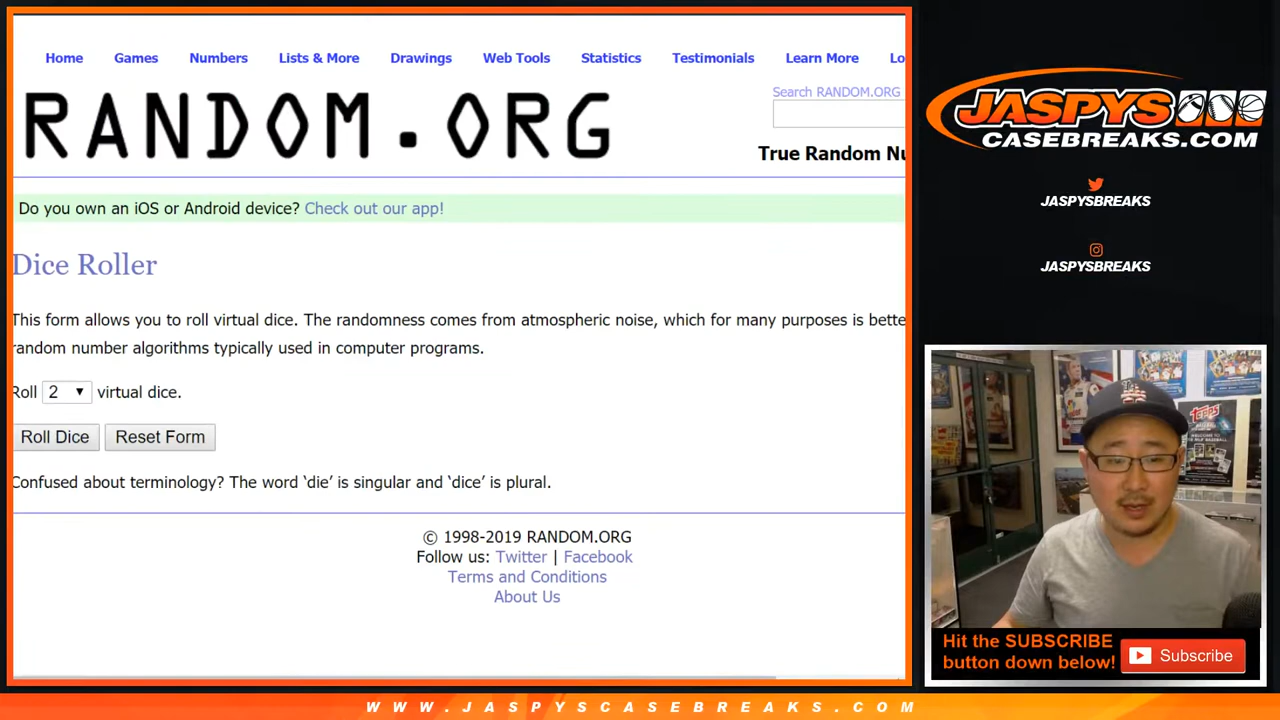 Home Games Numbers Lists & More Drawings Web Tools Statistics Testimonials Learn More Lo
RANDOM.ORG
Search RANDOM.ORG
True Random Nu
Do you own an iOS or Android device? Check out our app!
Dice Roller
This form allows you to roll virtual dice. The randomness comes from atmospheric noise, which for many purposes is bette
random number algorithms typically used in computer programs.
Roll 2 virtual dice.
Roll Dice Reset Form
Confused about terminology? The word ‘die’ is singular and ‘dice’ is plural.
© 1998-2019 RANDOM.ORG
Follow us: Twitter | Facebook
Terms and Conditions
About Us
JASPYS
CASEBREAKS.COM
JASPYSBREAKS
JASPYSBREAKS
topps
Hit the SUBSCRIBE
button down below!
Subscribe
WWW.JASPYSCASEBREAKS.COM